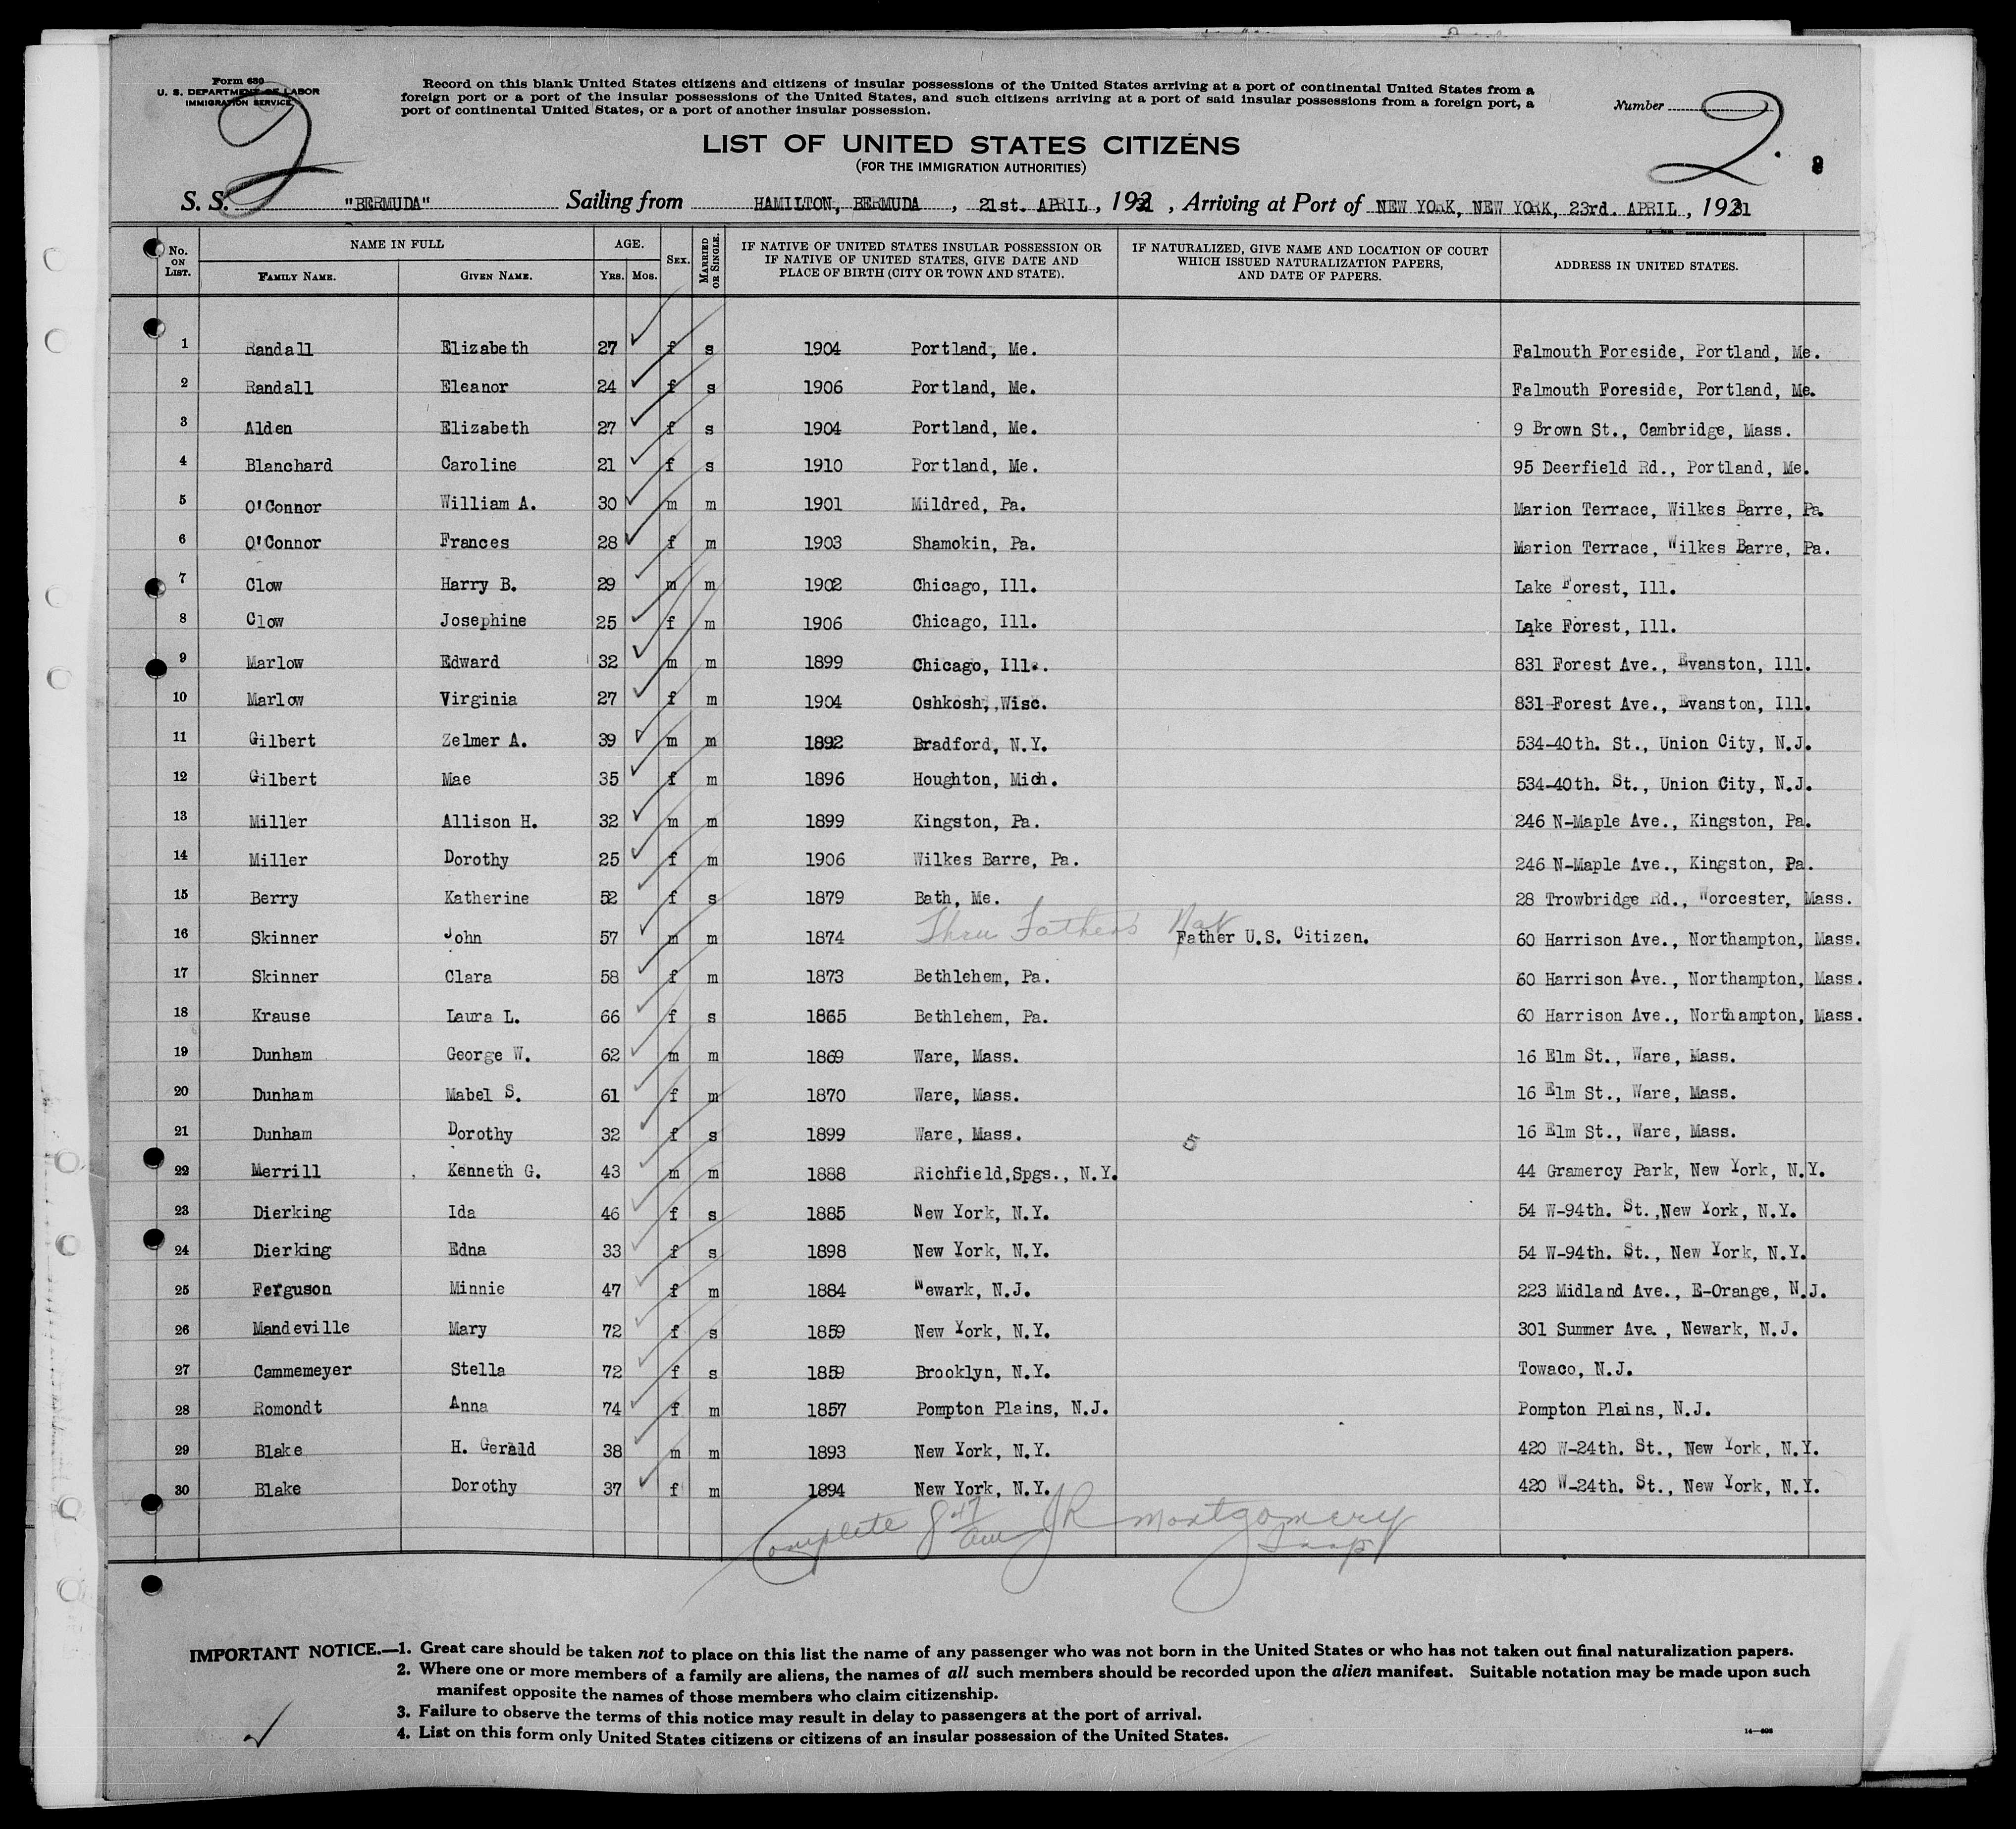 Form 630
U. S. DEPARTMENT OF LABOR
IMMIGRATION SERVICE
2
Record on this blank United States citizens and citizens of insular possessions of the United States arriving at a port of continental United States from a
foreign port or a port of the insular possessions of the United States, and such citizens arriving at a port of said insular possessions from a foreign port, a
port of continental United States, or a port of another insular possession.
Number 2. 8
LIST OF UNITED STATES CITIZENS
(FOR THE IMMIGRATION AUTHORITIES)
S. S. "BERMUDA" Sailing from HAMILTON, BERMUDA, 21st. APRIL, 1931, Arriving at Port of NEW YORK, NEW YORK, 23rd. APRIL, 1931
No. ON LIST. NAME IN FULL FAMILY NAME. GIVEN NAME. AGE. YRS. MOS. SEX. MARRIED OR SINGLE. IF NATIVE OF UNITED STATES INSULAR POSSESSION OR IF NATIVE OF UNITED STATES, GIVE DATE AND PLACE OF BIRTH (CITY OR TOWN AND STATE). IF NATURALIZED, GIVE NAME AND LOCATION OF COURT WHICH ISSUED NATURALIZATION PAPERS, AND DATE OF PAPERS. ADDRESS IN UNITED STATES.
1 Randall Elizabeth 27 f s 1904 Portland, Me. Falmouth Foreside, Portland, Me.
2 Randall Eleanor 24 f s 1906 Portland, Me. Falmouth Foreside, Portland, Me.
3 Alden Elizabeth 27 f s 1904 Portland, Me. 9 Brown St., Cambridge, Mass.
4 Blanchard Caroline 21 f s 1910 Portland, Me. 95 Deerfield Rd., Portland, Me.
5 O'Connor William A. 30 m m 1901 Mildred, Pa. Marion Terrace, Wilkes Barre, Pa.
6 O'Connor Frances 28 f m 1903 Shamokin, Pa. Marion Terrace, Wilkes Barre, Pa.
7 Clow Harry B. 29 m m 1902 Chicago, Ill. Lake Forest, Ill.
8 Clow Josephine 25 f m 1906 Chicago, Ill. Lake Forest, Ill.
9 Marlow Edward 32 m m 1899 Chicago, Ill. 831 Forest Ave., Evanston, Ill.
10 Marlow Virginia 27 f m 1904 Oshkosh, Wisc. 831-Forest Ave., Evanston, Ill.
11 Gilbert Zelmer A. 39 m m 1892 Bradford, N.Y. 534-40th. St., Union City, N.J.
12 Gilbert Mae 35 f m 1896 Houghton, Mich. 534-40th. St., Union City, N.J.
13 Miller Allison H. 32 m m 1899 Kingston, Pa. 246 N-Maple Ave., Kingston, Pa.
14 Miller Dorothy 25 f m 1906 Wilkes Barre, Pa. 246 N-Maple Ave., Kingston, Pa.
15 Berry Katherine 52 f s 1879 Bath, Me. 28 Trowbridge Rd., Worcester, Mass.
Thru Father's Nat
16 Skinner John 57 m m 1874 Father U.S. Citizen. 60 Harrison Ave., Northampton, Mass.
17 Skinner Clara 58 f m 1873 Bethlehem, Pa. 60 Harrison Ave., Northampton, Mass.
18 Krause Laura L. 66 f s 1865 Bethlehem, Pa. 60 Harrison Ave., Northampton, Mass.
19 Dunham George W. 62 m m 1869 Ware, Mass. 16 Elm St., Ware, Mass.
20 Dunham Mabel S. 61 f m 1870 Ware, Mass. 16 Elm St., Ware, Mass.
21 Dunham Dorothy 32 f s 1899 Ware, Mass. 5 16 Elm St., Ware, Mass.
22 Merrill Kenneth G. 43 m m 1888 Richfield,Spgs., N.Y. 44 Gramercy Park, New York, N.Y.
23 Dierking Ida 46 f s 1885 New York, N.Y. 54 W-94th. St.,New York, N.Y.
24 Dierking Edna 33 f s 1898 New York, N.Y. 54 W-94th. St., New York, N.Y.
25 Ferguson Minnie 47 f m 1884 Newark, N.J. 223 Midland Ave., E-Orange, N.J.
26 Mandeville Mary 72 f s 1859 New York, N.Y. 301 Summer Ave., Newark, N.J.
27 Cammemeyer Stella 72 f s 1859 Brooklyn, N.Y. Towaco, N.J.
28 Romondt Anna 74 f m 1857 Pompton Plains, N.J. Pompton Plains, N.J.
29 Blake H. Gerald 38 m m 1893 New York, N.Y. 420 W-24th. St., New York, N.Y.
30 Blake Dorothy 37 f m 1894 New York, N.Y. 420 W-24th. St., New York, N.Y.
Complete 8 47 am JR Montgomery
Insp
IMPORTANT NOTICE.—1. Great care should be taken not to place on this list the name of any passenger who was not born in the United States or who has not taken out final naturalization papers.
2. Where one or more members of a family are aliens, the names of all such members should be recorded upon the alien manifest. Suitable notation may be made upon such
manifest opposite the names of those members who claim citizenship.
3. Failure to observe the terms of this notice may result in delay to passengers at the port of arrival.
4. List on this form only United States citizens or citizens of an insular possession of the United States.